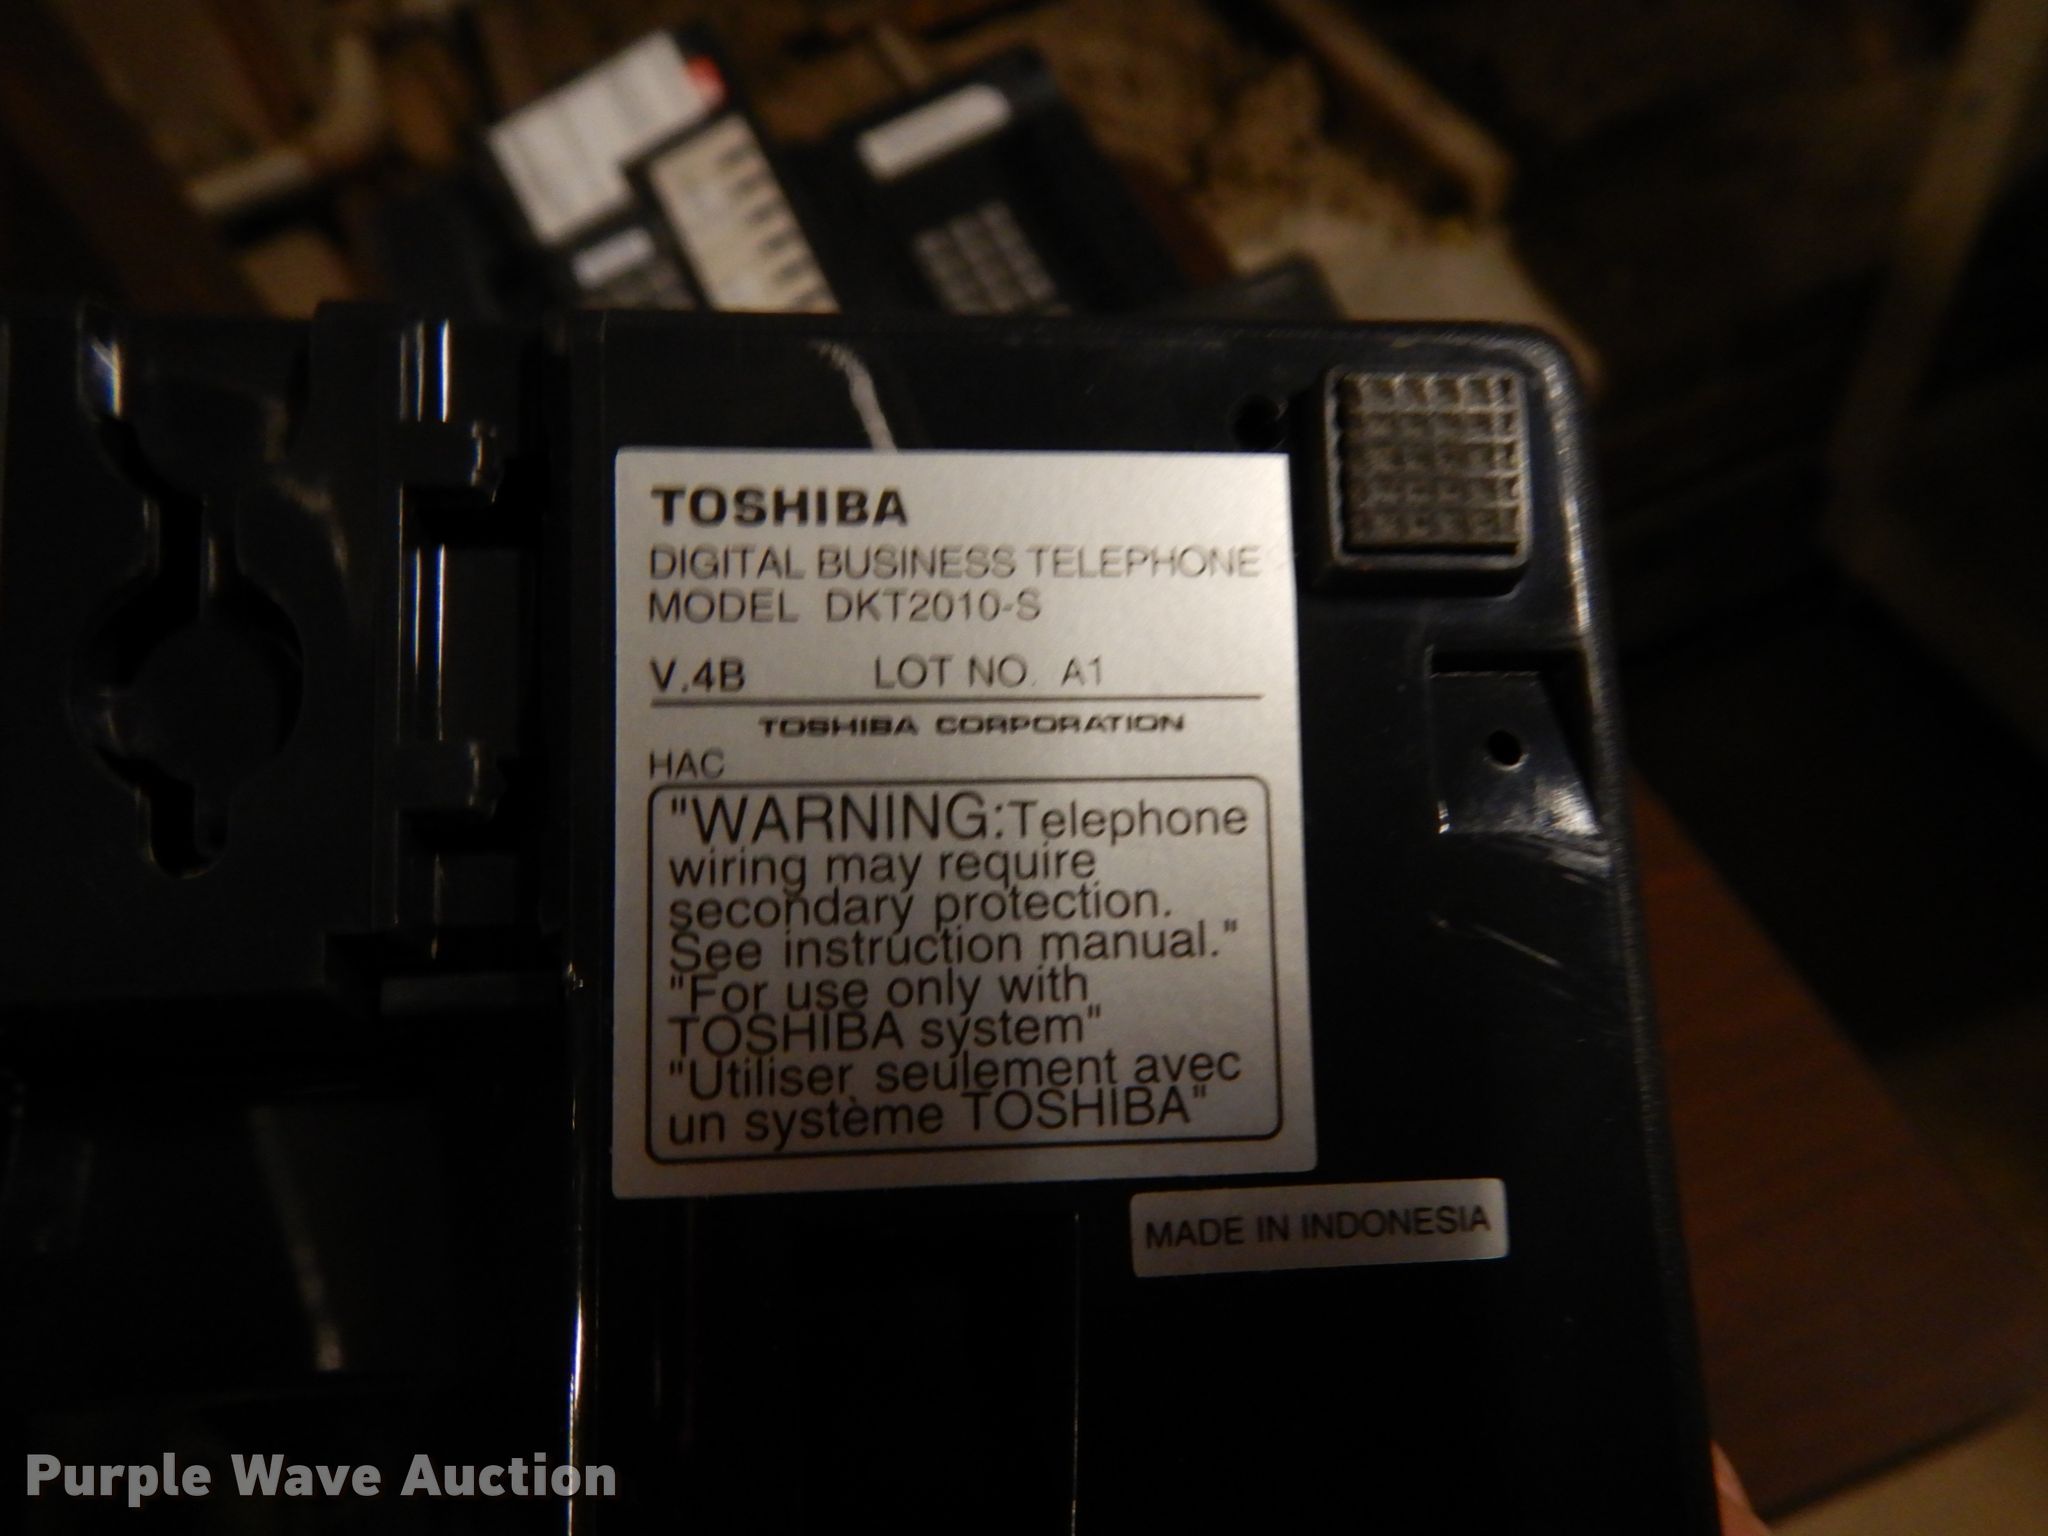 TOSHIBA
DIGITAL BUSINESS TELEPHONE
MODEL DKT2010-S
V.4B LOT NO. A1
TOSHIBA CORPORATION
HAC
"WARNING:Telephone
wiring may require
secondary protection.
See instruction manual."
"For use only with
TOSHIBA system"
"Utiliser seulement avec
un système TOSHIBA"
MADE IN INDONESIA
Purple Wave Auction